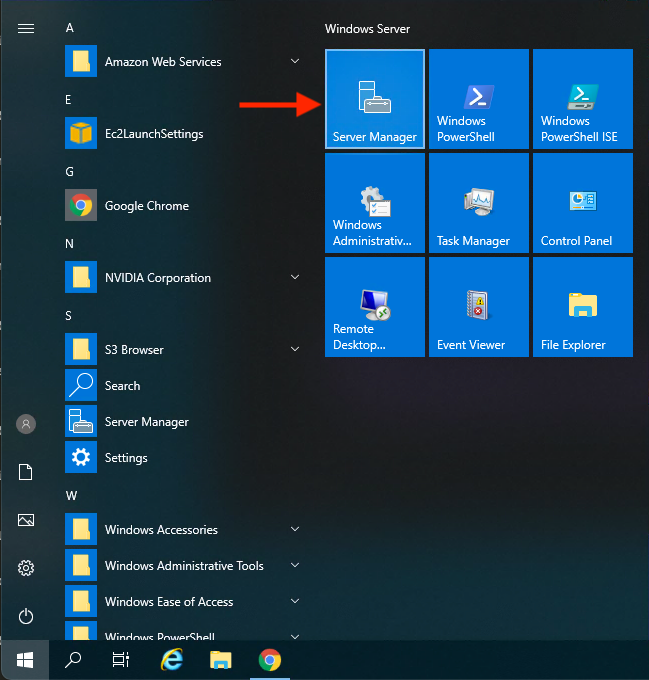 A
Amazon Web Services
E
Ec2LaunchSettings
G
Google Chrome
N
NVIDIA Corporation
S
S3 Browser
Search
Server Manager
Settings
W
Windows Accessories
Windows Administrative Tools
Windows Ease of Access
Windows PowerShell
Windows Server
Server Manager
Windows
PowerShell
Windows
PowerShell ISE
Windows
Administrativ...
Task Manager
Control Panel
Remote
Desktop...
Event Viewer
File Explorer